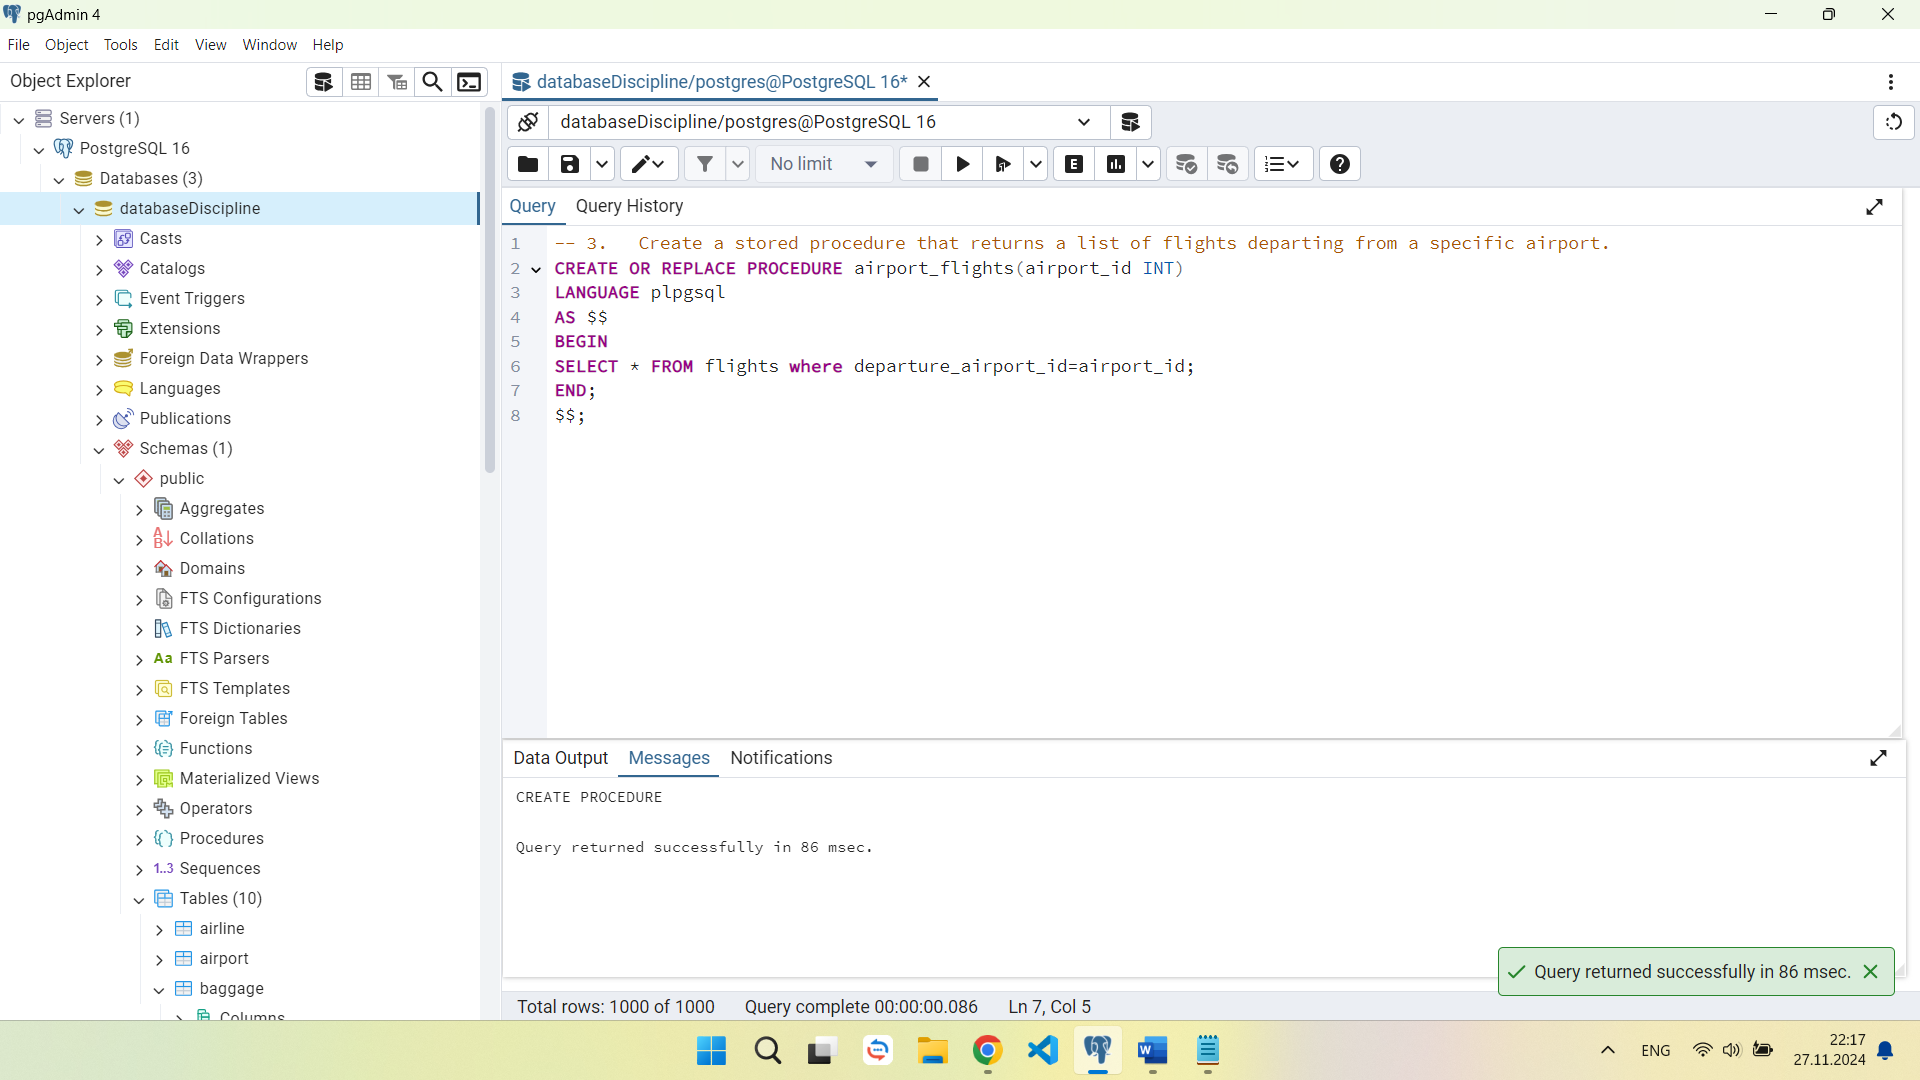 pgAdmin 4
File Object Tools Edit View Window Help
Object Explorer
databaseDiscipline/postgres@PostgreSQL 16*
Servers (1)
PostgreSQL 16
Databases (3)
databaseDiscipline
Casts
Catalogs
Event Triggers
Extensions
Foreign Data Wrappers
Languages
Publications
Schemas (1)
public
Aggregates
Collations
Domains
FTS Configurations
FTS Dictionaries
Aa FTS Parsers
FTS Templates
Foreign Tables
Functions
Materialized Views
Operators
Procedures
1..3 Sequences
Tables (10)
airline
airport
baggage
Columns
databaseDiscipline/postgres@PostgreSQL 16
No limit
E
Query Query History
1 -- 3. Create a stored procedure that returns a list of flights departing from a specific airport.
2 CREATE OR REPLACE PROCEDURE airport_flights(airport_id INT)
3 LANGUAGE plpgsql
4 AS $$
5 BEGIN
6 SELECT * FROM flights where departure_airport_id=airport_id;
7 END;
8 $$;
Data Output Messages Notifications
CREATE PROCEDURE
Query returned successfully in 86 msec.
Query returned successfully in 86 msec.
Total rows: 1000 of 1000 Query complete 00:00:00.086 Ln 7, Col 5
ENG
22:17
27.11.2024